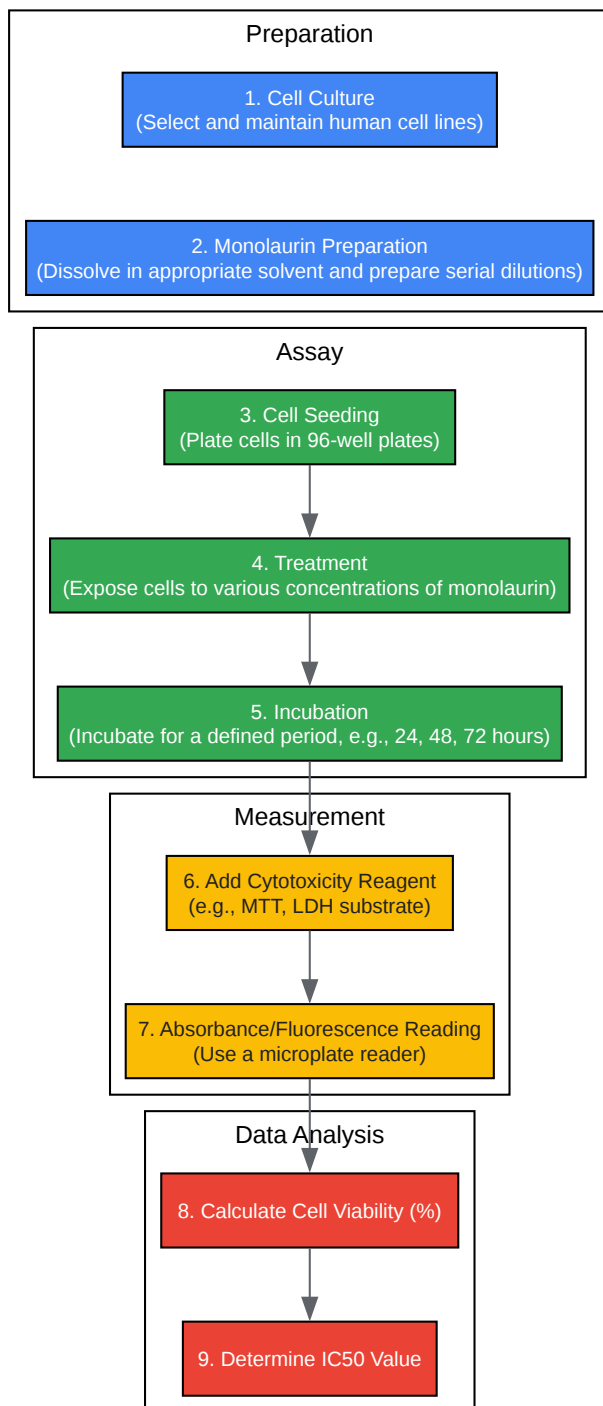 Preparation
1. Cell Culture
(Select and maintain human cell lines)
2. Monolaurin Preparation
(Dissolve in appropriate solvent and prepare serial dilutions)
Assay
3. Cell Seeding
(Plate cells in 96-well plates)
4. Treatment
(Expose cells to various concentrations of monolaurin)
5. Incubation
(Incubate for a defined period, e.g., 24, 48, 72 hours)
Measurement
6. Add Cytotoxicity Reagent
(e.g., MTT, LDH substrate)
7. Absorbance/Fluorescence Reading
(Use a microplate reader)
Data Analysis
8. Calculate Cell Viability (%)
9. Determine IC50 Value